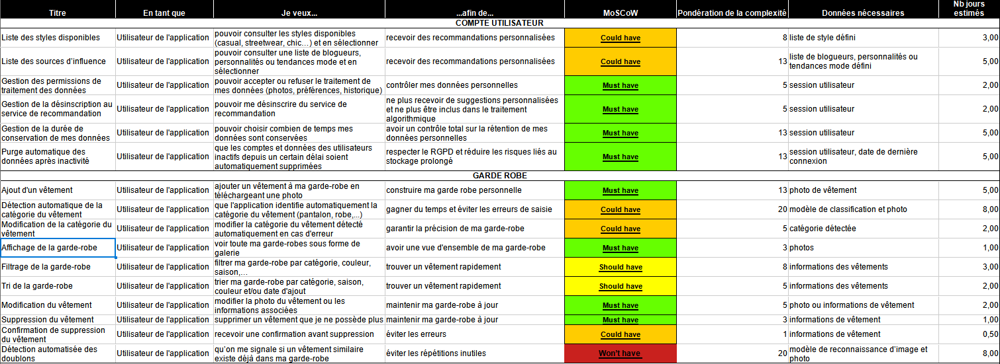 Titre En tant que Je veux... ...afin de... MoSCoW Pondération de la complexité Données nécessaires Nb jours estimés
COMPTE UTILISATEUR
Liste des styles disponibles Utilisateur de l'application pouvoir consulter les styles disponibles (casual, streetwear, chic…) et en sélectionner recevoir des recommandations personnalisées Could have 8 liste de style défini 3,00
Liste des sources d'influence Utilisateur de l'application pouvoir consulter une liste de blogueurs, personnalités ou tendances mode et en sélectionner recevoir des recommandations personnalisées Could have 13 liste de blogueurs, personnalités ou tendances mode défini 5,00
Gestion des permissions de traitement des données Utilisateur de l'application pouvoir accepter ou refuser le traitement de mes données (photos, préférences, historique) contrôler mes données personnelles Must have 5 session utilisateur 2,00
Gestion de la désinscription au service de recommandation Utilisateur de l'application pouvoir me désinscrire du service de recommandation ne plus recevoir de suggestions personnalisées et ne plus être inclus dans le traitement algorithmique Must have 5 session utilisateur 2,00
Gestion de la durée de conservation de mes données Utilisateur de l'application pouvoir choisir combien de temps mes données sont conservées avoir un contrôle total sur la rétention de mes données personnelles Must have 13 session utilisateur 5,00
Purge automatique des données après inactivité Utilisateur de l'application que les comptes et données des utilisateurs inactifs depuis un certain délai soient automatiquement supprimées respecter le RGPD et réduire les risques liés au stockage prolongé Must have 13 session utilisateur, date de dernière connexion 5,00
GARDE ROBE
Ajout d'un vêtement Utilisateur de l'application ajouter un vêtement à ma garde-robe en téléchargeant une photo construire ma garde robe personnelle Must have 13 photo de vêtement 5,00
Détection automatique de la catégorie du vêtement Utilisateur de l'application que l'application identifie automatiquement la catégorie du vêtement (pantalon, robe,...) gagner du temps et éviter les erreurs de saisie Could have 20 modèle de classification et photo 8,00
Modification de la catégorie du vêtement Utilisateur de l'application modifier la catégorie du vêtement détecté automatiquement en cas d'erreur garantir la précision de ma garde-robe Could have 5 catégorie détectée 2,00
Affichage de la garde-robe Utilisateur de l'application voir toute ma garde-robes sous forme de galerie avoir une vue d'ensemble de ma garde-robe Must have 3 photos 1,00
Filtrage de la garde-robe Utilisateur de l'application filtrer ma garde-robe par catégorie, couleur, saison,… trouver un vêtement rapidement Should have 8 informations des vêtements 3,00
Tri de la garde-robe Utilisateur de l'application trier ma garde-robe par catégorie, saison, couleur et/ou date d'ajout trouver un vêtement rapidement Should have 5 informations des vêtements 2,00
Modification du vêtement Utilisateur de l'application modifier la photo du vêtement ou les informations associées maintenir ma garde-robe à jour Must have 5 photo ou informations de vêtement 2,00
Suppression du vêtement Utilisateur de l'application supprimer un vêtement que je ne possède plus maintenir ma garde-robe à jour Must have 3 informations de vêtement 1,00
Confirmation de suppression du vêtement Utilisateur de l'application recevoir une confirmation avant suppression éviter les erreurs Could have 1 informations de vêtement 0,50
Détection automatisée des doublons Utilisateur de l'application qu'on me signale si un vêtement similaire existe déjà dans ma garde-robe éviter les répétitions inutiles Won't have 20 modèle de reconnaissance d'image et photo 8,00